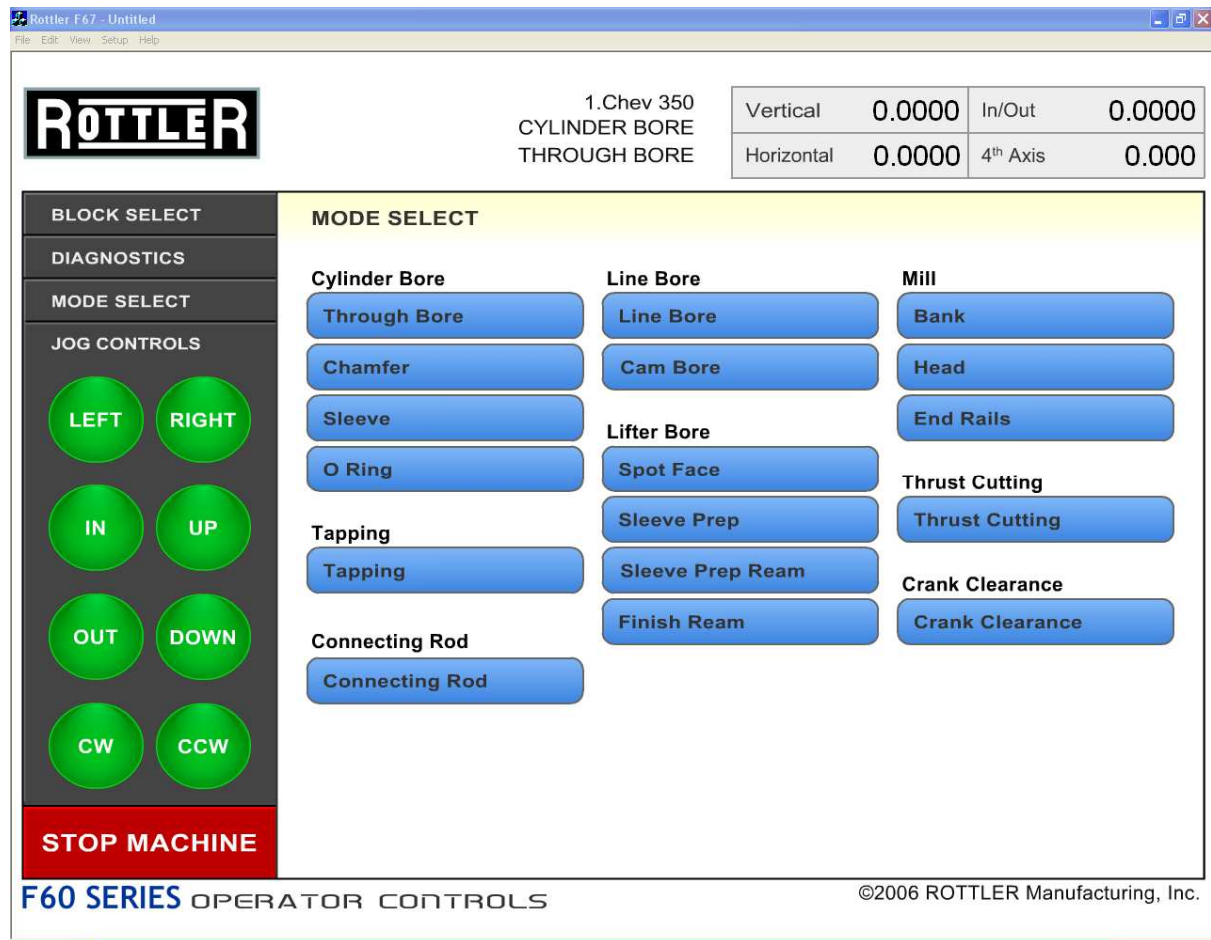 Rottler F67 - Untitled
File Edit View Setup Help
ROTTLER
1.Chev 350
CYLINDER BORE
THROUGH BORE
Vertical 0.0000 In/Out 0.0000
Horizontal 0.0000 4th Axis 0.000
BLOCK SELECT
DIAGNOSTICS
MODE SELECT
JOG CONTROLS
LEFT RIGHT
IN UP
OUT DOWN
CW CCW
STOP MACHINE
MODE SELECT
Cylinder Bore
Through Bore
Chamfer
Sleeve
O Ring
Tapping
Tapping
Connecting Rod
Connecting Rod
Line Bore
Line Bore
Cam Bore
Lifter Bore
Spot Face
Sleeve Prep
Sleeve Prep Ream
Finish Ream
Mill
Bank
Head
End Rails
Thrust Cutting
Thrust Cutting
Crank Clearance
Crank Clearance
F60 SERIES OPERATOR CONTROLS
©2006 ROTTLER Manufacturing, Inc.